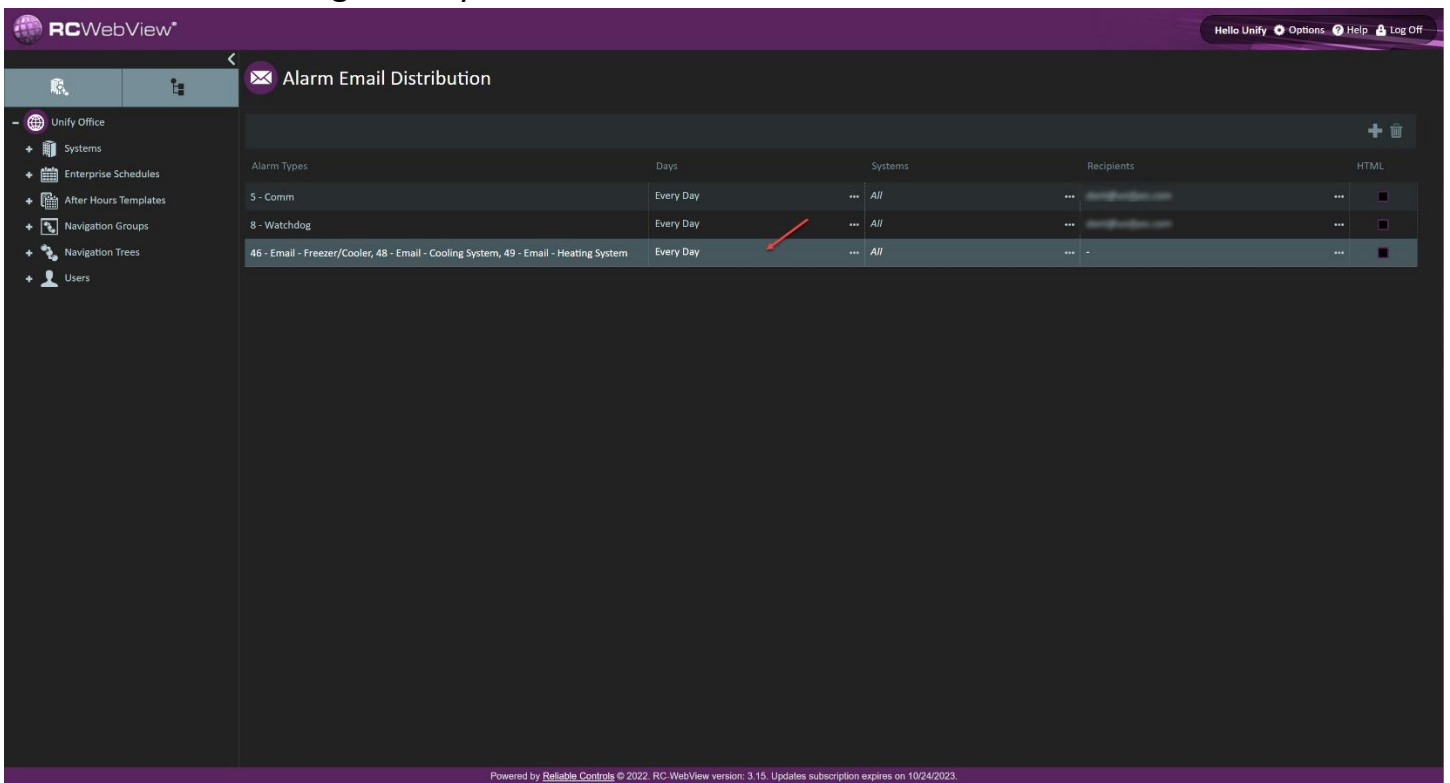 RCWebView®
Hello Unify Options Help Log Off
Alarm Email Distribution
Unify Office
Systems
Enterprise Schedules
After Hours Templates
Navigation Groups
Navigation Trees
Users
Alarm Types Days Systems Recipients HTML
5 - Comm Every Day ... All ... ...
8 - Watchdog Every Day ... All ... ...
46 - Email - Freezer/Cooler, 48 - Email - Cooling System, 49 - Email - Heating System Every Day ... All ... - ...
Powered by Reliable Controls © 2022. RC-WebView version: 3.15. Updates subscription expires on 10/24/2023.